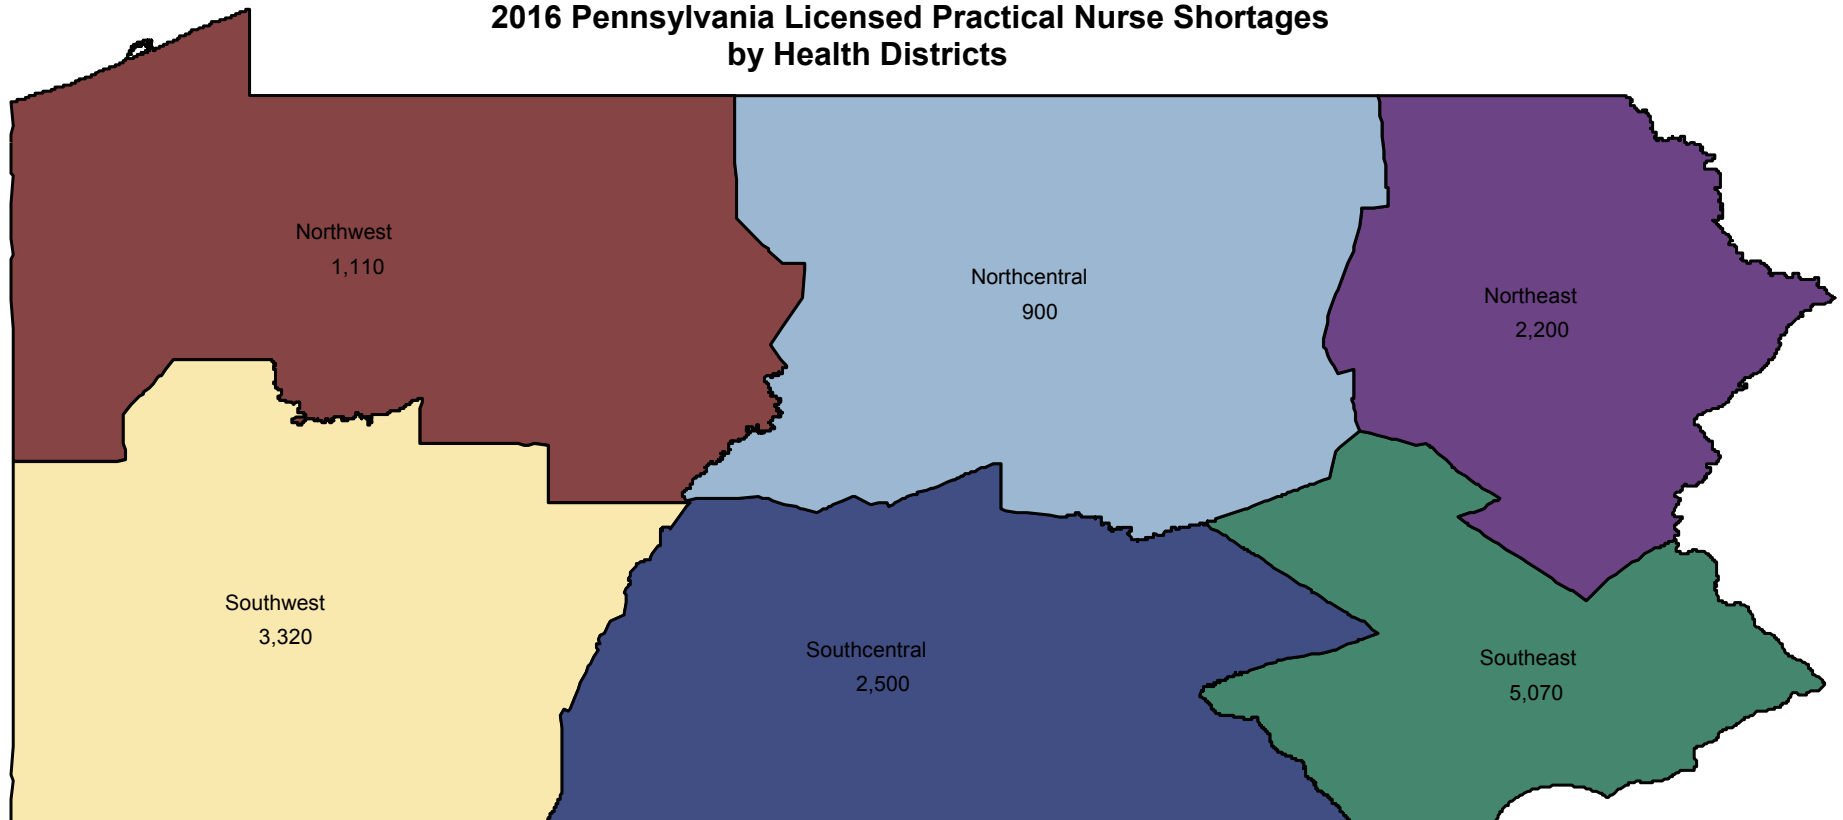 2016 Pennsylvania Licensed Practical Nurse Shortages
by Health Districts
Northwest
1,110
Northcentral
900
Northeast
2,200
Southwest
3,320
Southcentral
2,500
Southeast
5,070